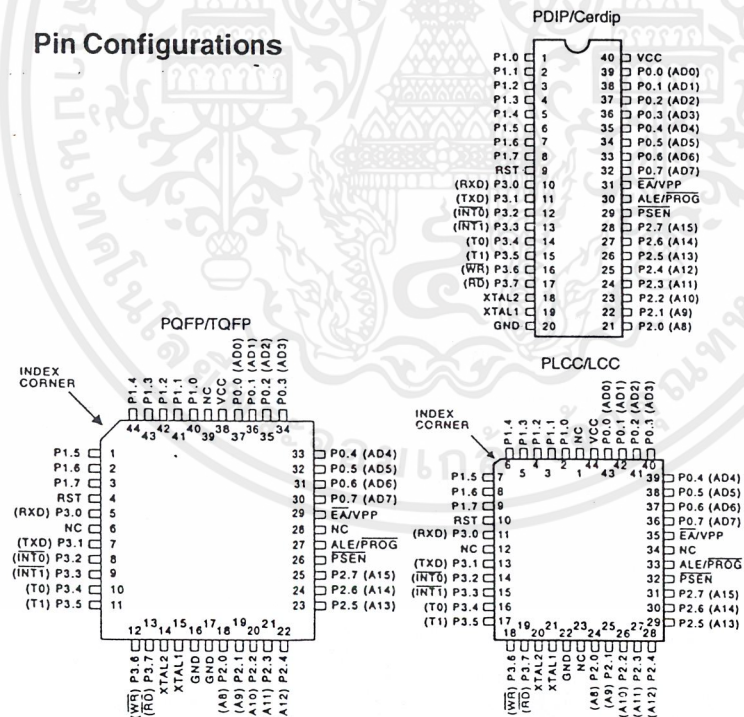 Pin Configurations
PDIP/Cerdip
P1.0 1 40 VCC
P1.1 2 39 P0.0 (AD0)
P1.2 3 38 P0.1 (AD1)
P1.3 4 37 P0.2 (AD2)
P1.4 5 36 P0.3 (AD3)
P1.5 6 35 P0.4 (AD4)
P1.6 7 34 P0.5 (AD5)
P1.7 8 33 P0.6 (AD6)
RST 9 32 P0.7 (AD7)
(RXD) P3.0 10 31 EA/VPP
(TXD) P3.1 11 30 ALE/PROG
(INT0) P3.2 12 29 PSEN
(INT1) P3.3 13 28 P2.7 (A15)
(T0) P3.4 14 27 P2.6 (A14)
(T1) P3.5 15 26 P2.5 (A13)
(WR) P3.6 16 25 P2.4 (A12)
(RD) P3.7 17 24 P2.3 (A11)
XTAL2 18 23 P2.2 (A10)
XTAL1 19 22 P2.1 (A9)
GND 20 21 P2.0 (A8)
PQFP/TQFP
INDEX
CORNER
P1.4
P1.3
P1.2
P1.1
P1.0
NC
VCC
P0.0 (AD0)
P0.1 (AD1)
P0.2 (AD2)
P0.3 (AD3)
44 43 42 41 40 39 38 37 36 35 34
P1.5 1 33 P0.4 (AD4)
P1.6 2 32 P0.5 (AD5)
P1.7 3 31 P0.6 (AD6)
RST 4 30 P0.7 (AD7)
(RXD) P3.0 5 29 EA/VPP
NC 6 28 NC
(TXD) P3.1 7 27 ALE/PROG
(INT0) P3.2 8 26 PSEN
(INT1) P3.3 9 25 P2.7 (A15)
(T0) P3.4 10 24 P2.6 (A14)
(T1) P3.5 11 23 P2.5 (A13)
12 13 14 15 16 17 18 19 20 21 22
(WR) P3.6
(RD) P3.7
XTAL2
XTAL1
GND
GND
(A8) P2.0
(A9) P2.1
A10) P2.2
A11) P2.3
A12) P2.4
PLCC/LCC
INDEX
CORNER
P1.4
P1.3
P1.2
P1.1
P1.0
NC
VCC
P0.0 (AD0)
P0.1 (AD1)
P0.2 (AD2)
P0.3 (AD3)
6 5 4 3 2 1 44 43 42 41 40
P1.5 7 39 P0.4 (AD4)
P1.6 8 38 P0.5 (AD5)
P1.7 9 37 P0.6 (AD6)
RST 10 36 P0.7 (AD7)
(RXD) P3.0 11 35 EA/VPP
NC 12 34 NC
(TXD) P3.1 13 33 ALE/PROG
(INT0) P3.2 14 32 PSEN
(INT1) P3.3 15 31 P2.7 (A15)
(T0) P3.4 16 30 P2.6 (A14)
(T1) P3.5 17 29 P2.5 (A13)
18 19 20 21 22 23 24 25 26 27 28
(WR) P3.6
(RD) P3.7
XTAL2
XTAL1
GND
NC
(A8) P2.0
(A9) P2.1
(A10) P2.2
(A11) P2.3
(A12) P2.4